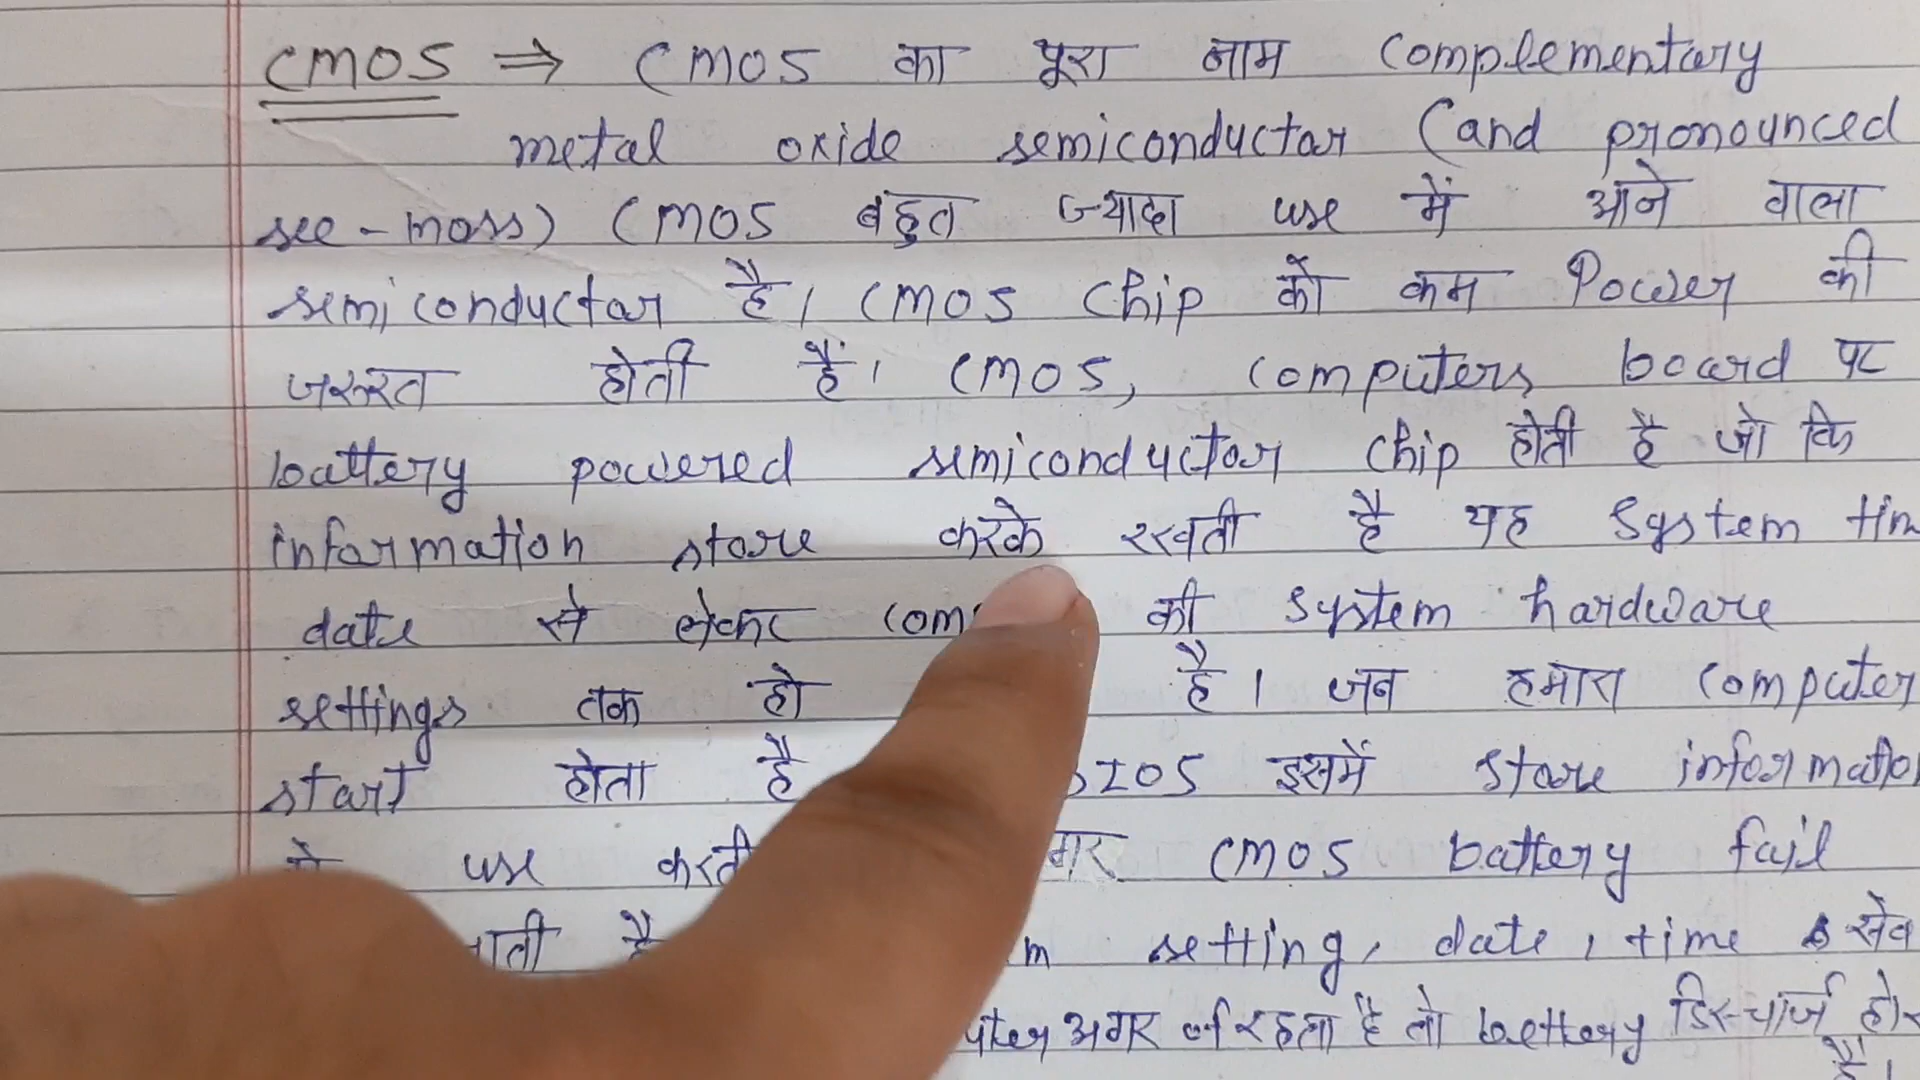 CMOS ⇒ CMOS का पूरा नाम complementary
metal oxide semiconductor (and pronounced
see-moss) CMOS बहुत ज्यादा use में आने वाला
semiconductor है। CMOS Chip को कम Power की
जरूरत होती हैं। CMOS, computers board पर
battery powered semiconductor chip होती है जो कि
information store करके रखती है यह System tim
date से लेकर की system hardware
settings तक हो है। जब हमारा computer
start होता है इसमें store information
use करती CMOS battery fail
है setting, date, time सेव
अगर र्ऑफ रहता है तो bettery डिस्चार्ज हो
है।